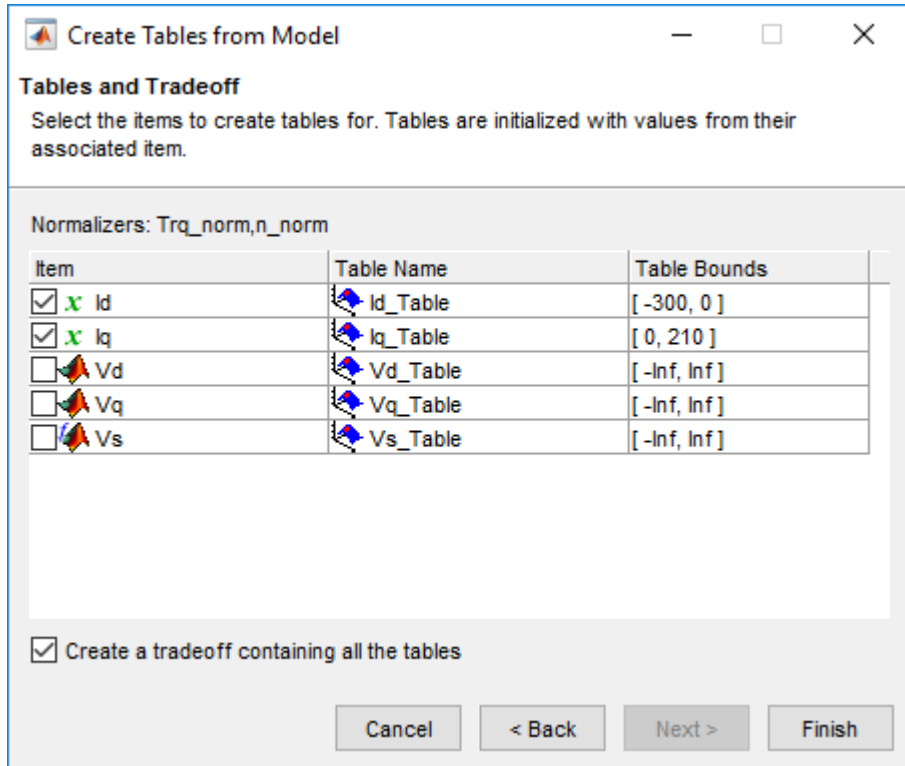 Create Tables from Model
Tables and Tradeoff
Select the items to create tables for. Tables are initialized with values from their
associated item.
Normalizers: Trq_norm,n_norm
Item Table Name Table Bounds
x Id Id_Table [ -300, 0 ]
x Iq Iq_Table [ 0, 210 ]
Vd Vd_Table [ -Inf, Inf ]
Vq Vq_Table [ -Inf, Inf ]
Vs Vs_Table [ -Inf, Inf ]
Create a tradeoff containing all the tables
Cancel < Back Next > Finish